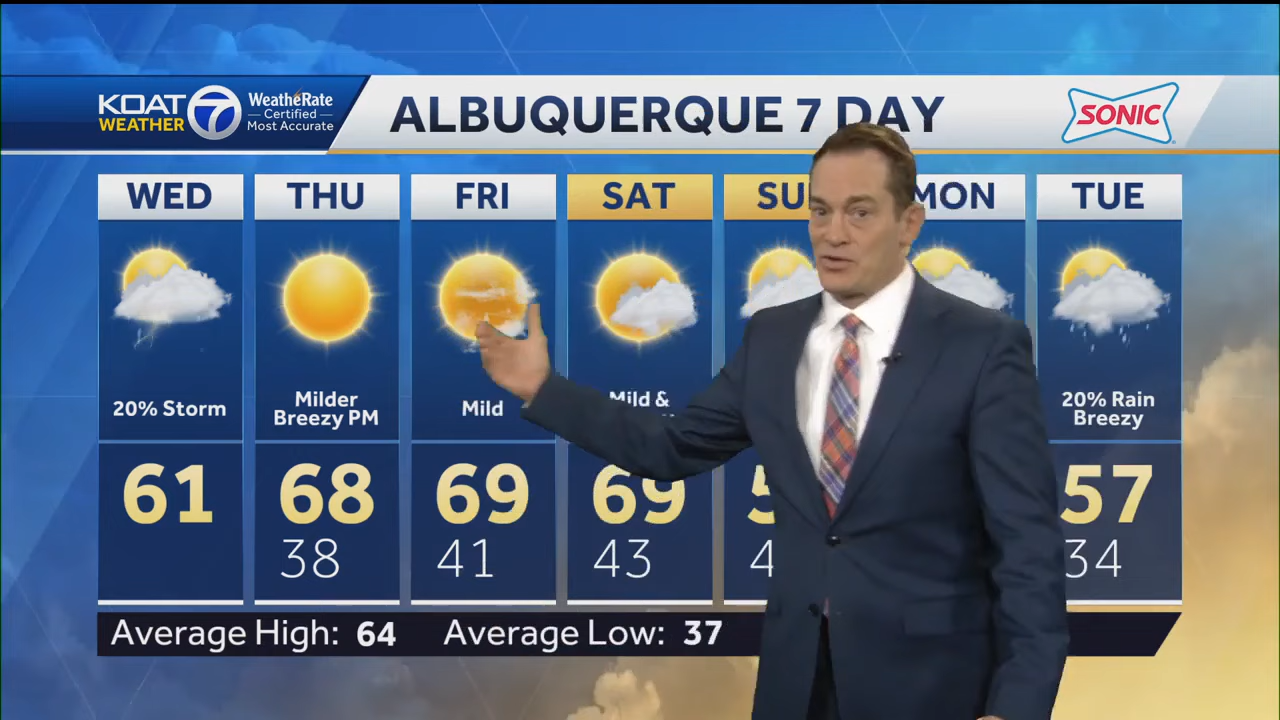 KOAT
WEATHER
7
WeatheRate
Certified
Most Accurate
ALBUQUERQUE 7 DAY
SONIC
WED
THU
FRI
SAT
MON
TUE
20% Storm
Milder
Breezy PM
Mild
Mild &
20% Rain
Breezy
61
68
69
69
57
38
41
43
34
Average High: 64
Average Low: 37